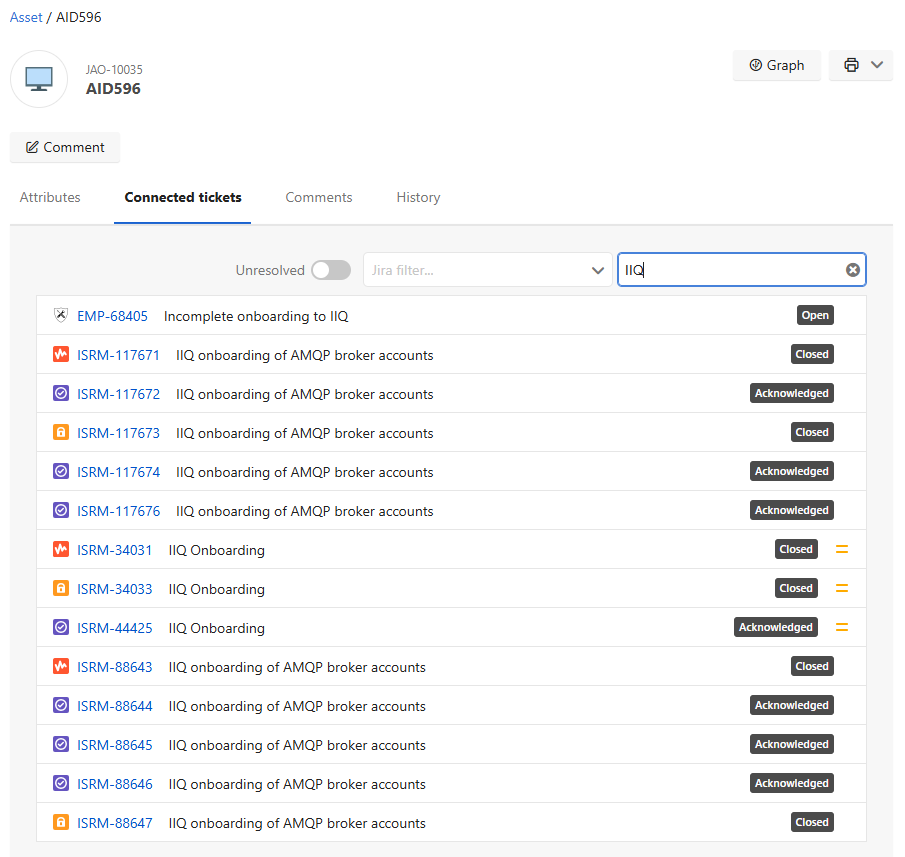 Asset / AID596
JAO-10035
AID596
Graph
Comment
Attributes Connected tickets Comments History
Unresolved Jira filter... IIQ
EMP-68405 Incomplete onboarding to IIQ Open
ISRM-117671 IIQ onboarding of AMQP broker accounts Closed
ISRM-117672 IIQ onboarding of AMQP broker accounts Acknowledged
ISRM-117673 IIQ onboarding of AMQP broker accounts Closed
ISRM-117674 IIQ onboarding of AMQP broker accounts Acknowledged
ISRM-117676 IIQ onboarding of AMQP broker accounts Acknowledged
ISRM-34031 IIQ Onboarding Closed
ISRM-34033 IIQ Onboarding Closed
ISRM-44425 IIQ Onboarding Acknowledged
ISRM-88643 IIQ onboarding of AMQP broker accounts Closed
ISRM-88644 IIQ onboarding of AMQP broker accounts Acknowledged
ISRM-88645 IIQ onboarding of AMQP broker accounts Acknowledged
ISRM-88646 IIQ onboarding of AMQP broker accounts Acknowledged
ISRM-88647 IIQ onboarding of AMQP broker accounts Closed